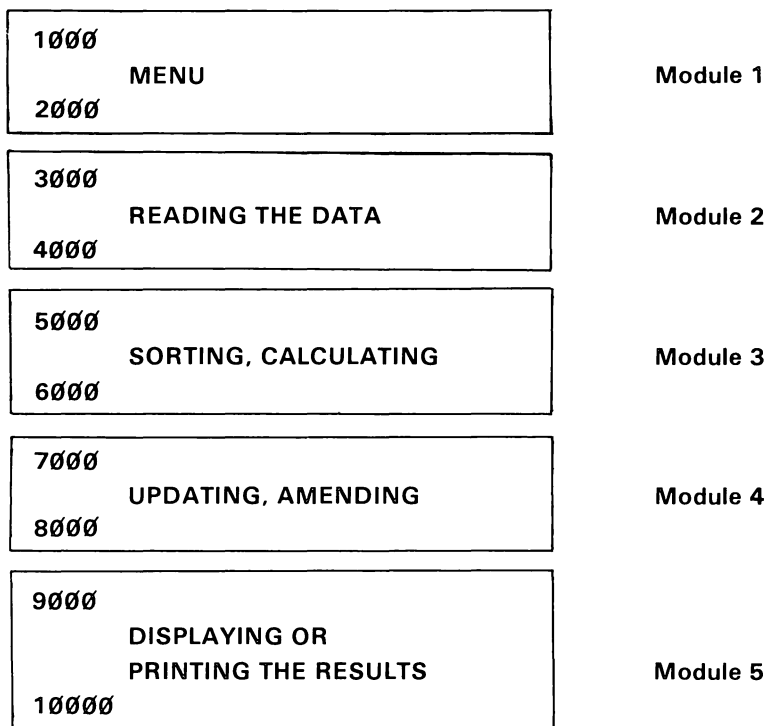 1000
MENU Module 1
2000
3000
READING THE DATA Module 2
4000
5000
SORTING, CALCULATING Module 3
6000
7000
UPDATING, AMENDING Module 4
8000
9000
DISPLAYING OR
PRINTING THE RESULTS Module 5
10000